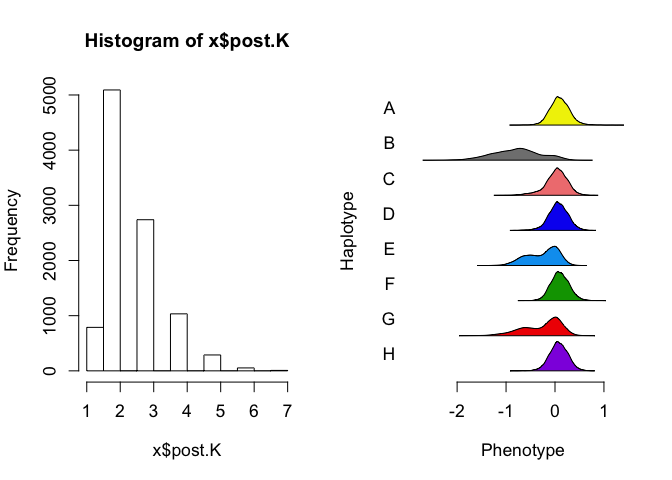 Histogram of x$post.K
Frequency
0
1000
2000
3000
4000
5000
1 2 3 4 5 6 7
x$post.K
Haplotype
A
B
C
D
E
F
G
H
-2 -1 0 1
Phenotype